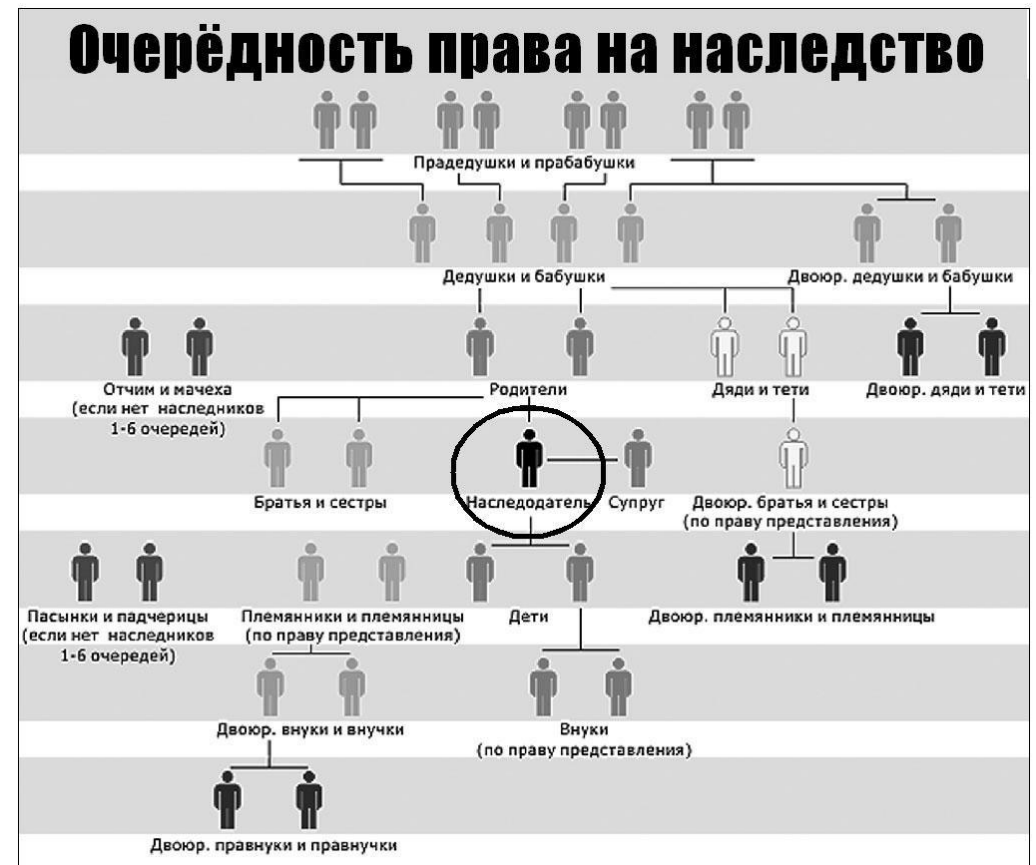 Очерёдность права на наследство
Прадедушки и прабабушки
Дедушки и бабушки
Двоюр. дедушки и бабушки
Отчим и мачеха
(если нет наследников
1-6 очередей)
Родители
Дяди и тети
Двоюр. дяди и тети
Братья и сестры
Наследодатель
Супруг
Двоюр. братья и сестры
(по праву представления)
Пасынки и падчерицы
(если нет наследников
1-6 очередей)
Племянники и племянницы
(по праву представления)
Дети
Двоюр. племянники и племянницы
Двоюр. внуки и внучки
Внуки
(по праву представления)
Двоюр. правнуки и правнучки